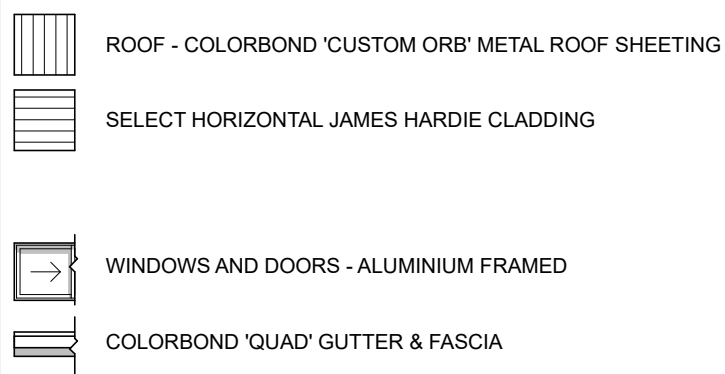 ROOF - COLORBOND 'CUSTOM ORB' METAL ROOF SHEETING
SELECT HORIZONTAL JAMES HARDIE CLADDING
WINDOWS AND DOORS - ALUMINIUM FRAMED
COLORBOND 'QUAD' GUTTER & FASCIA